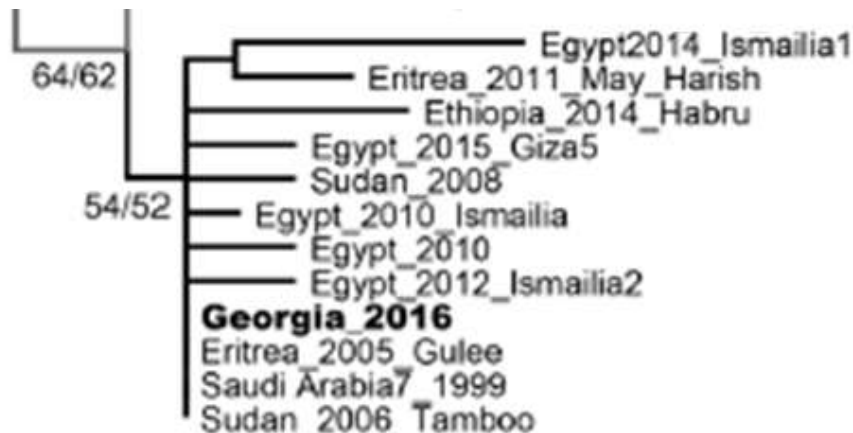 Egypt2014_Ismailia1
64/62
Eritrea_2011_May_Harish
Ethiopia_2014_Habru
Egypt_2015_Giza5
Sudan_2008
54/52
Egypt_2010_Ismailia
Egypt_2010
Egypt_2012_Ismailia2
Georgia_2016
Eritrea_2005_Gulee
Saudi Arabia7_1999
Sudan_2006_Tamboo